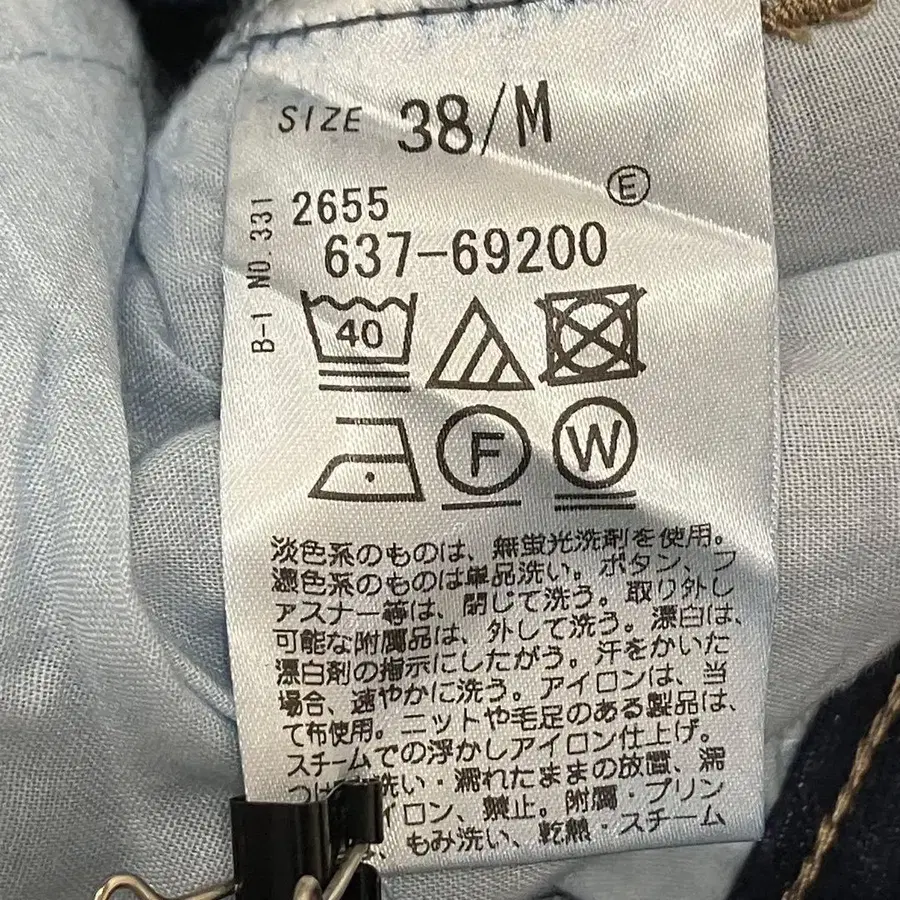 SIZE 38/M
E
B-1 NO.331
2655
637-69200
40
F W
淡色系のものは、無蛍光洗剤を使用。
濃色系のものは単品洗い。ボタン、フ
ァスナー等は、閉じて洗う。取り外し
可能な附属品は、外して洗う。漂白は、
漂白剤の指示にしたがう。汗をかいた
場合、速やかに洗う。アイロンは、当
て布使用。ニットや毛足のある製品は、
スチームでの浮かしアイロン仕上げ。
つけ洗い・濡れたままの放置、濡
イロン、禁止。附属・プリン
は、もみ洗い、乾熱・スチーム